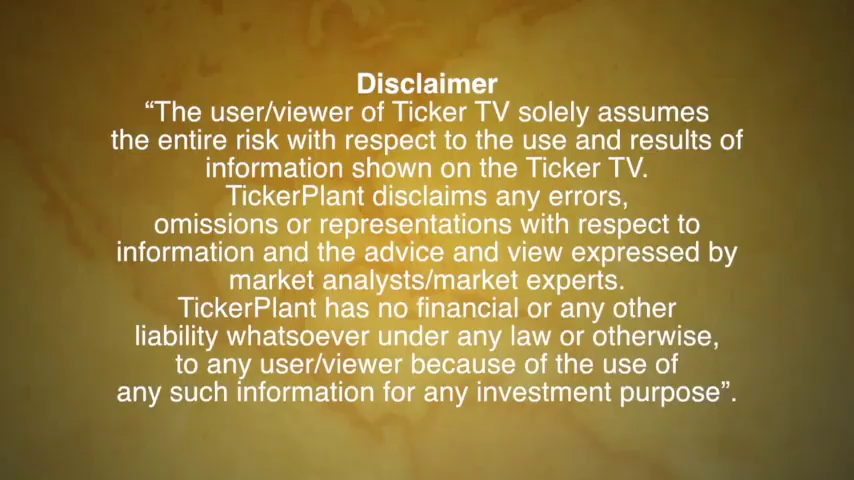 Disclaimer
“The user/viewer of Ticker TV solely assumes
the entire risk with respect to the use and results of
information shown on the Ticker TV.
TickerPlant disclaims any errors,
omissions or representations with respect to
information and the advice and view expressed by
market analysts/market experts.
TickerPlant has no financial or any other
liability whatsoever under any law or otherwise,
to any user/viewer because of the use of
any such information for any investment purpose”.